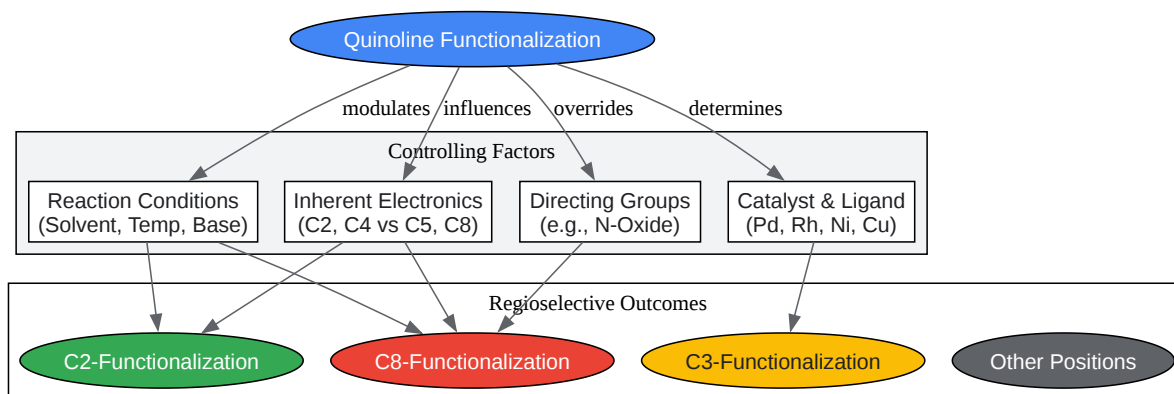 Quinoline Functionalization
modulates
influences
overrides
determines
Controlling Factors
Reaction Conditions
(Solvent, Temp, Base)
Inherent Electronics
(C2, C4 vs C5, C8)
Directing Groups
(e.g., N-Oxide)
Catalyst & Ligand
(Pd, Rh, Ni, Cu)
Regioselective Outcomes
C2-Functionalization
C8-Functionalization
C3-Functionalization
Other Positions